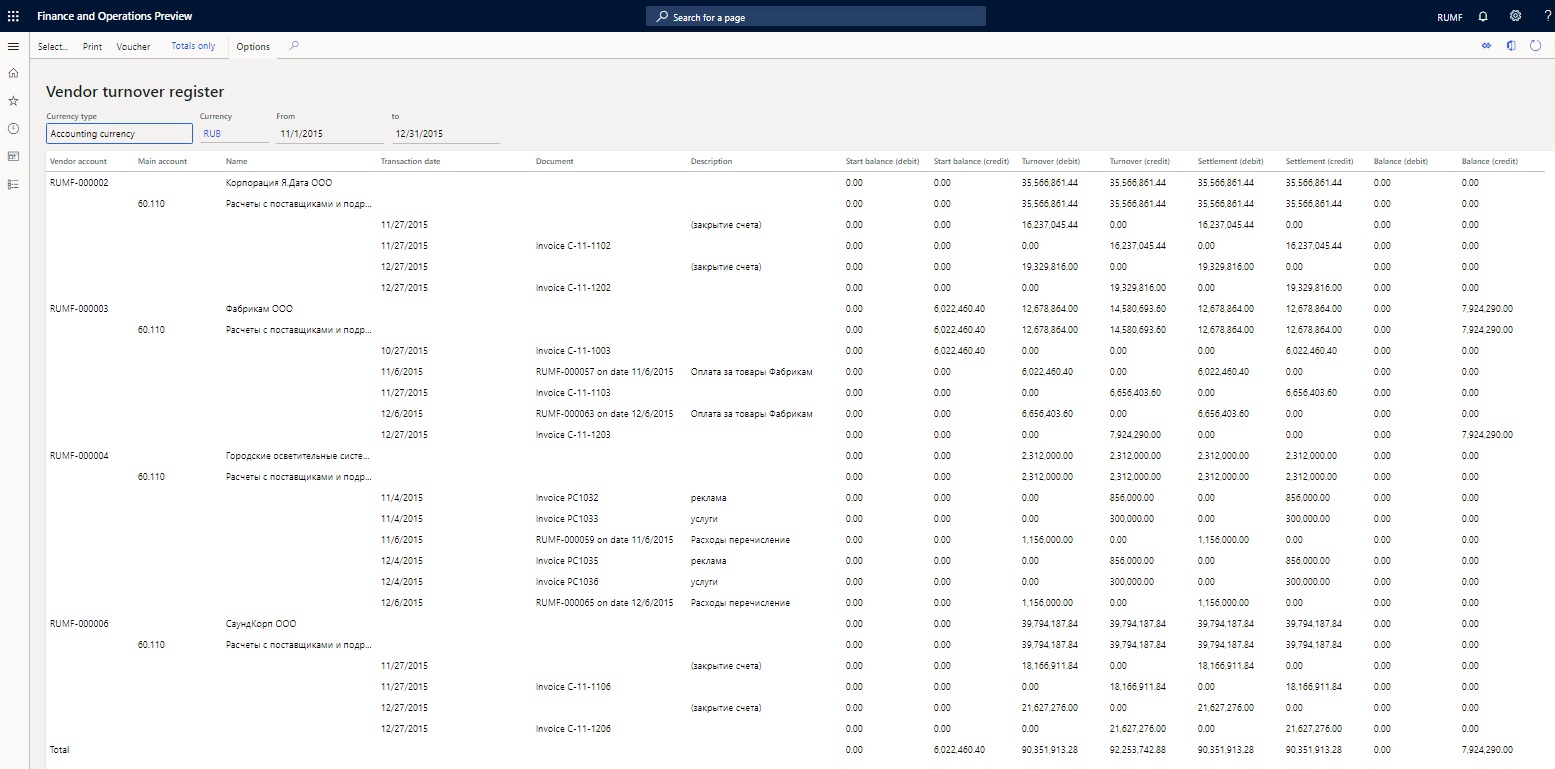 Finance and Operations Preview Search for a page RUMF ?
Select... Print Voucher Totals only Options
Vendor turnover register
Currency type Currency From to
Accounting currency RUB 11/1/2015 12/31/2015
Vendor account Main account Name Transaction date Document Description Start balance (debit) Start balance (credit) Turnover (debit) Turnover (credit) Settlement (debit) Settlement (credit) Balance (debit) Balance (credit)
RUMF-000002 Корпорация Я.Дата ООО 0.00 0.00 35,566,861.44 35,566,861.44 35,566,861.44 35,566,861.44 0.00 0.00
60.110 Расчеты с поставщиками и подр... 0.00 0.00 35,566,861.44 35,566,861.44 35,566,861.44 35,566,861.44 0.00 0.00
11/27/2015 (закрытие счета) 0.00 0.00 16,237,045.44 0.00 16,237,045.44 0.00 0.00 0.00
11/27/2015 Invoice C-11-1102 0.00 0.00 0.00 16,237,045.44 0.00 16,237,045.44 0.00 0.00
12/27/2015 (закрытие счета) 0.00 0.00 19,329,816.00 0.00 19,329,816.00 0.00 0.00 0.00
12/27/2015 Invoice C-11-1202 0.00 0.00 0.00 19,329,816.00 0.00 19,329,816.00 0.00 0.00
RUMF-000003 Фабрикам ООО 0.00 6,022,460.40 12,678,864.00 14,580,693.60 12,678,864.00 12,678,864.00 0.00 7,924,290.00
60.110 Расчеты с поставщиками и подр... 0.00 6,022,460.40 12,678,864.00 14,580,693.60 12,678,864.00 12,678,864.00 0.00 7,924,290.00
10/27/2015 Invoice C-11-1003 0.00 6,022,460.40 0.00 0.00 0.00 6,022,460.40 0.00 0.00
11/6/2015 RUMF-000057 on date 11/6/2015 Оплата за товары Фабрикам 0.00 0.00 6,022,460.40 0.00 6,022,460.40 0.00 0.00 0.00
11/27/2015 Invoice C-11-1103 0.00 0.00 0.00 6,656,403.60 0.00 6,656,403.60 0.00 0.00
12/6/2015 RUMF-000063 on date 12/6/2015 Оплата за товары Фабрикам 0.00 0.00 6,656,403.60 0.00 6,656,403.60 0.00 0.00 0.00
12/27/2015 Invoice C-11-1203 0.00 0.00 0.00 7,924,290.00 0.00 0.00 0.00 7,924,290.00
RUMF-000004 Городские осветительные систе... 0.00 0.00 2,312,000.00 2,312,000.00 2,312,000.00 2,312,000.00 0.00 0.00
60.110 Расчеты с поставщиками и подр... 0.00 0.00 2,312,000.00 2,312,000.00 2,312,000.00 2,312,000.00 0.00 0.00
11/4/2015 Invoice PC1032 реклама 0.00 0.00 0.00 856,000.00 0.00 856,000.00 0.00 0.00
11/4/2015 Invoice PC1033 услуги 0.00 0.00 0.00 300,000.00 0.00 300,000.00 0.00 0.00
11/6/2015 RUMF-000059 on date 11/6/2015 Расходы перечисление 0.00 0.00 1,156,000.00 0.00 1,156,000.00 0.00 0.00 0.00
12/4/2015 Invoice PC1035 реклама 0.00 0.00 0.00 856,000.00 0.00 856,000.00 0.00 0.00
12/4/2015 Invoice PC1036 услуги 0.00 0.00 0.00 300,000.00 0.00 300,000.00 0.00 0.00
12/6/2015 RUMF-000065 on date 12/6/2015 Расходы перечисление 0.00 0.00 1,156,000.00 0.00 1,156,000.00 0.00 0.00 0.00
RUMF-000006 СаундКорп ООО 0.00 0.00 39,794,187.84 39,794,187.84 39,794,187.84 39,794,187.84 0.00 0.00
60.110 Расчеты с поставщиками и подр... 0.00 0.00 39,794,187.84 39,794,187.84 39,794,187.84 39,794,187.84 0.00 0.00
11/27/2015 (закрытие счета) 0.00 0.00 18,166,911.84 0.00 18,166,911.84 0.00 0.00 0.00
11/27/2015 Invoice C-11-1106 0.00 0.00 0.00 18,166,911.84 0.00 18,166,911.84 0.00 0.00
12/27/2015 (закрытие счета) 0.00 0.00 21,627,276.00 0.00 21,627,276.00 0.00 0.00 0.00
12/27/2015 Invoice C-11-1206 0.00 0.00 0.00 21,627,276.00 0.00 21,627,276.00 0.00 0.00
Total 0.00 6,022,460.40 90,351,913.28 92,253,742.88 90,351,913.28 90,351,913.28 0.00 7,924,290.00